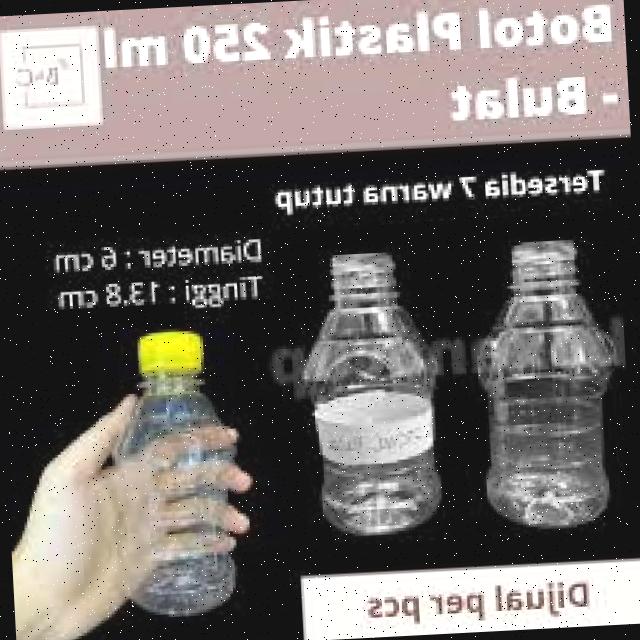 Botol Plastik 250 ml
- Bulat
Tersedia 7 warna tutup
Diameter : 6 cm
Tinggi : 13.8 cm
Dijual per pcs